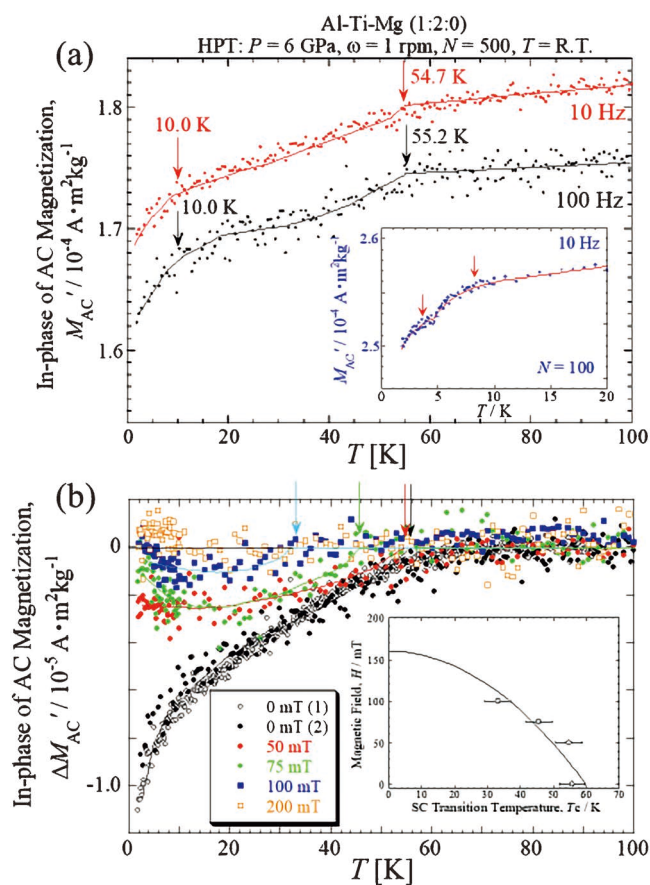 Al-Ti-Mg (1:2:0)
HPT: P = 6 GPa, ω = 1 rpm, N = 500, T = R.T.
(a)
In-phase of AC Magnetization,
M_AC' / 10⁻⁴ A·m²kg⁻¹
1.8
1.7
1.6
54.7 K
10.0 K
10 Hz
55.2 K
10.0 K
100 Hz
2.6
10 Hz
M_AC' / 10⁻⁴ A·m²kg⁻¹
2.5
N = 100
0 5 10 15 20
T / K
0 20 40 60 80 100
T [K]
(b)
In-phase of AC Magnetization,
ΔM_AC' / 10⁻⁵ A·m²kg⁻¹
0
-1.0
0 mT (1)
0 mT (2)
50 mT
75 mT
100 mT
200 mT
Magnetic Field, H / mT
200
150
100
50
0
0 10 20 30 40 50 60 70
SC Transition Temperature, Tc / K
0 20 40 60 80 100
T [K]